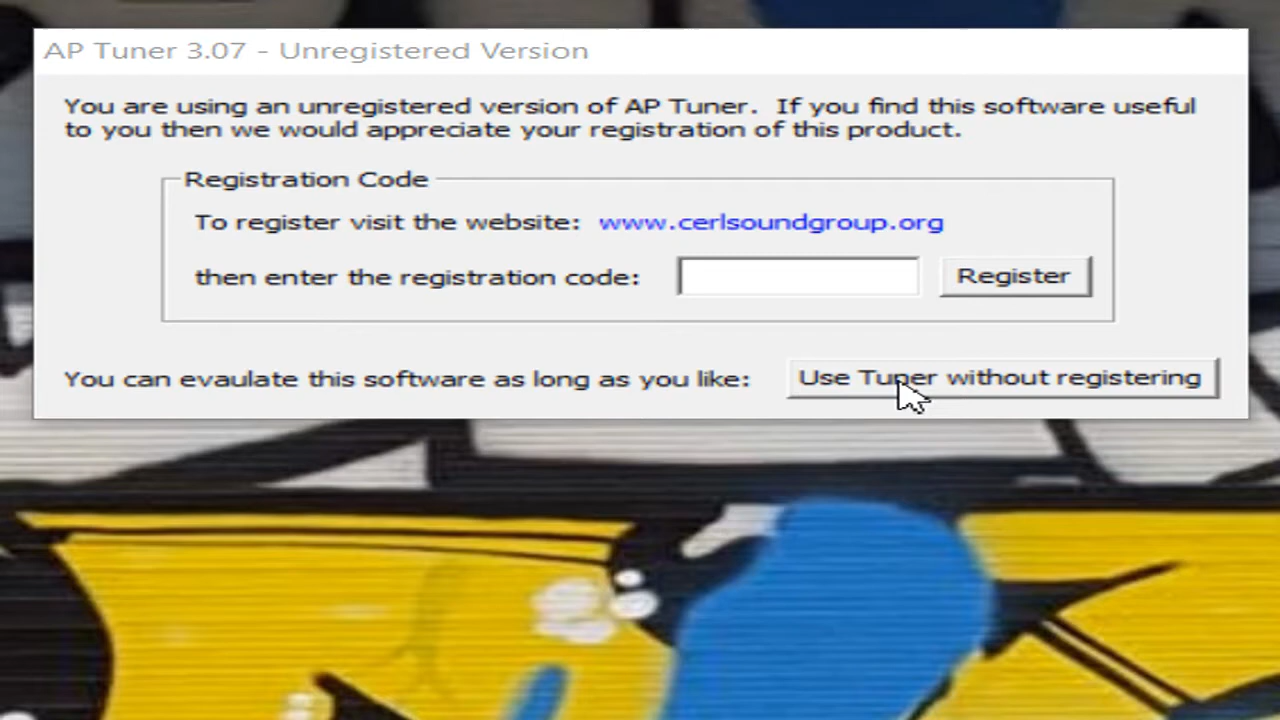 AP Tuner 3.07 - Unregistered Version
You are using an unregistered version of AP Tuner.  If you find this software useful
to you then we would appreciate your registration of this product.
Registration Code
To register visit the website: www.cerlsoundgroup.org
then enter the registration code: Register
You can evaulate this software as long as you like: Use Tuner without registering